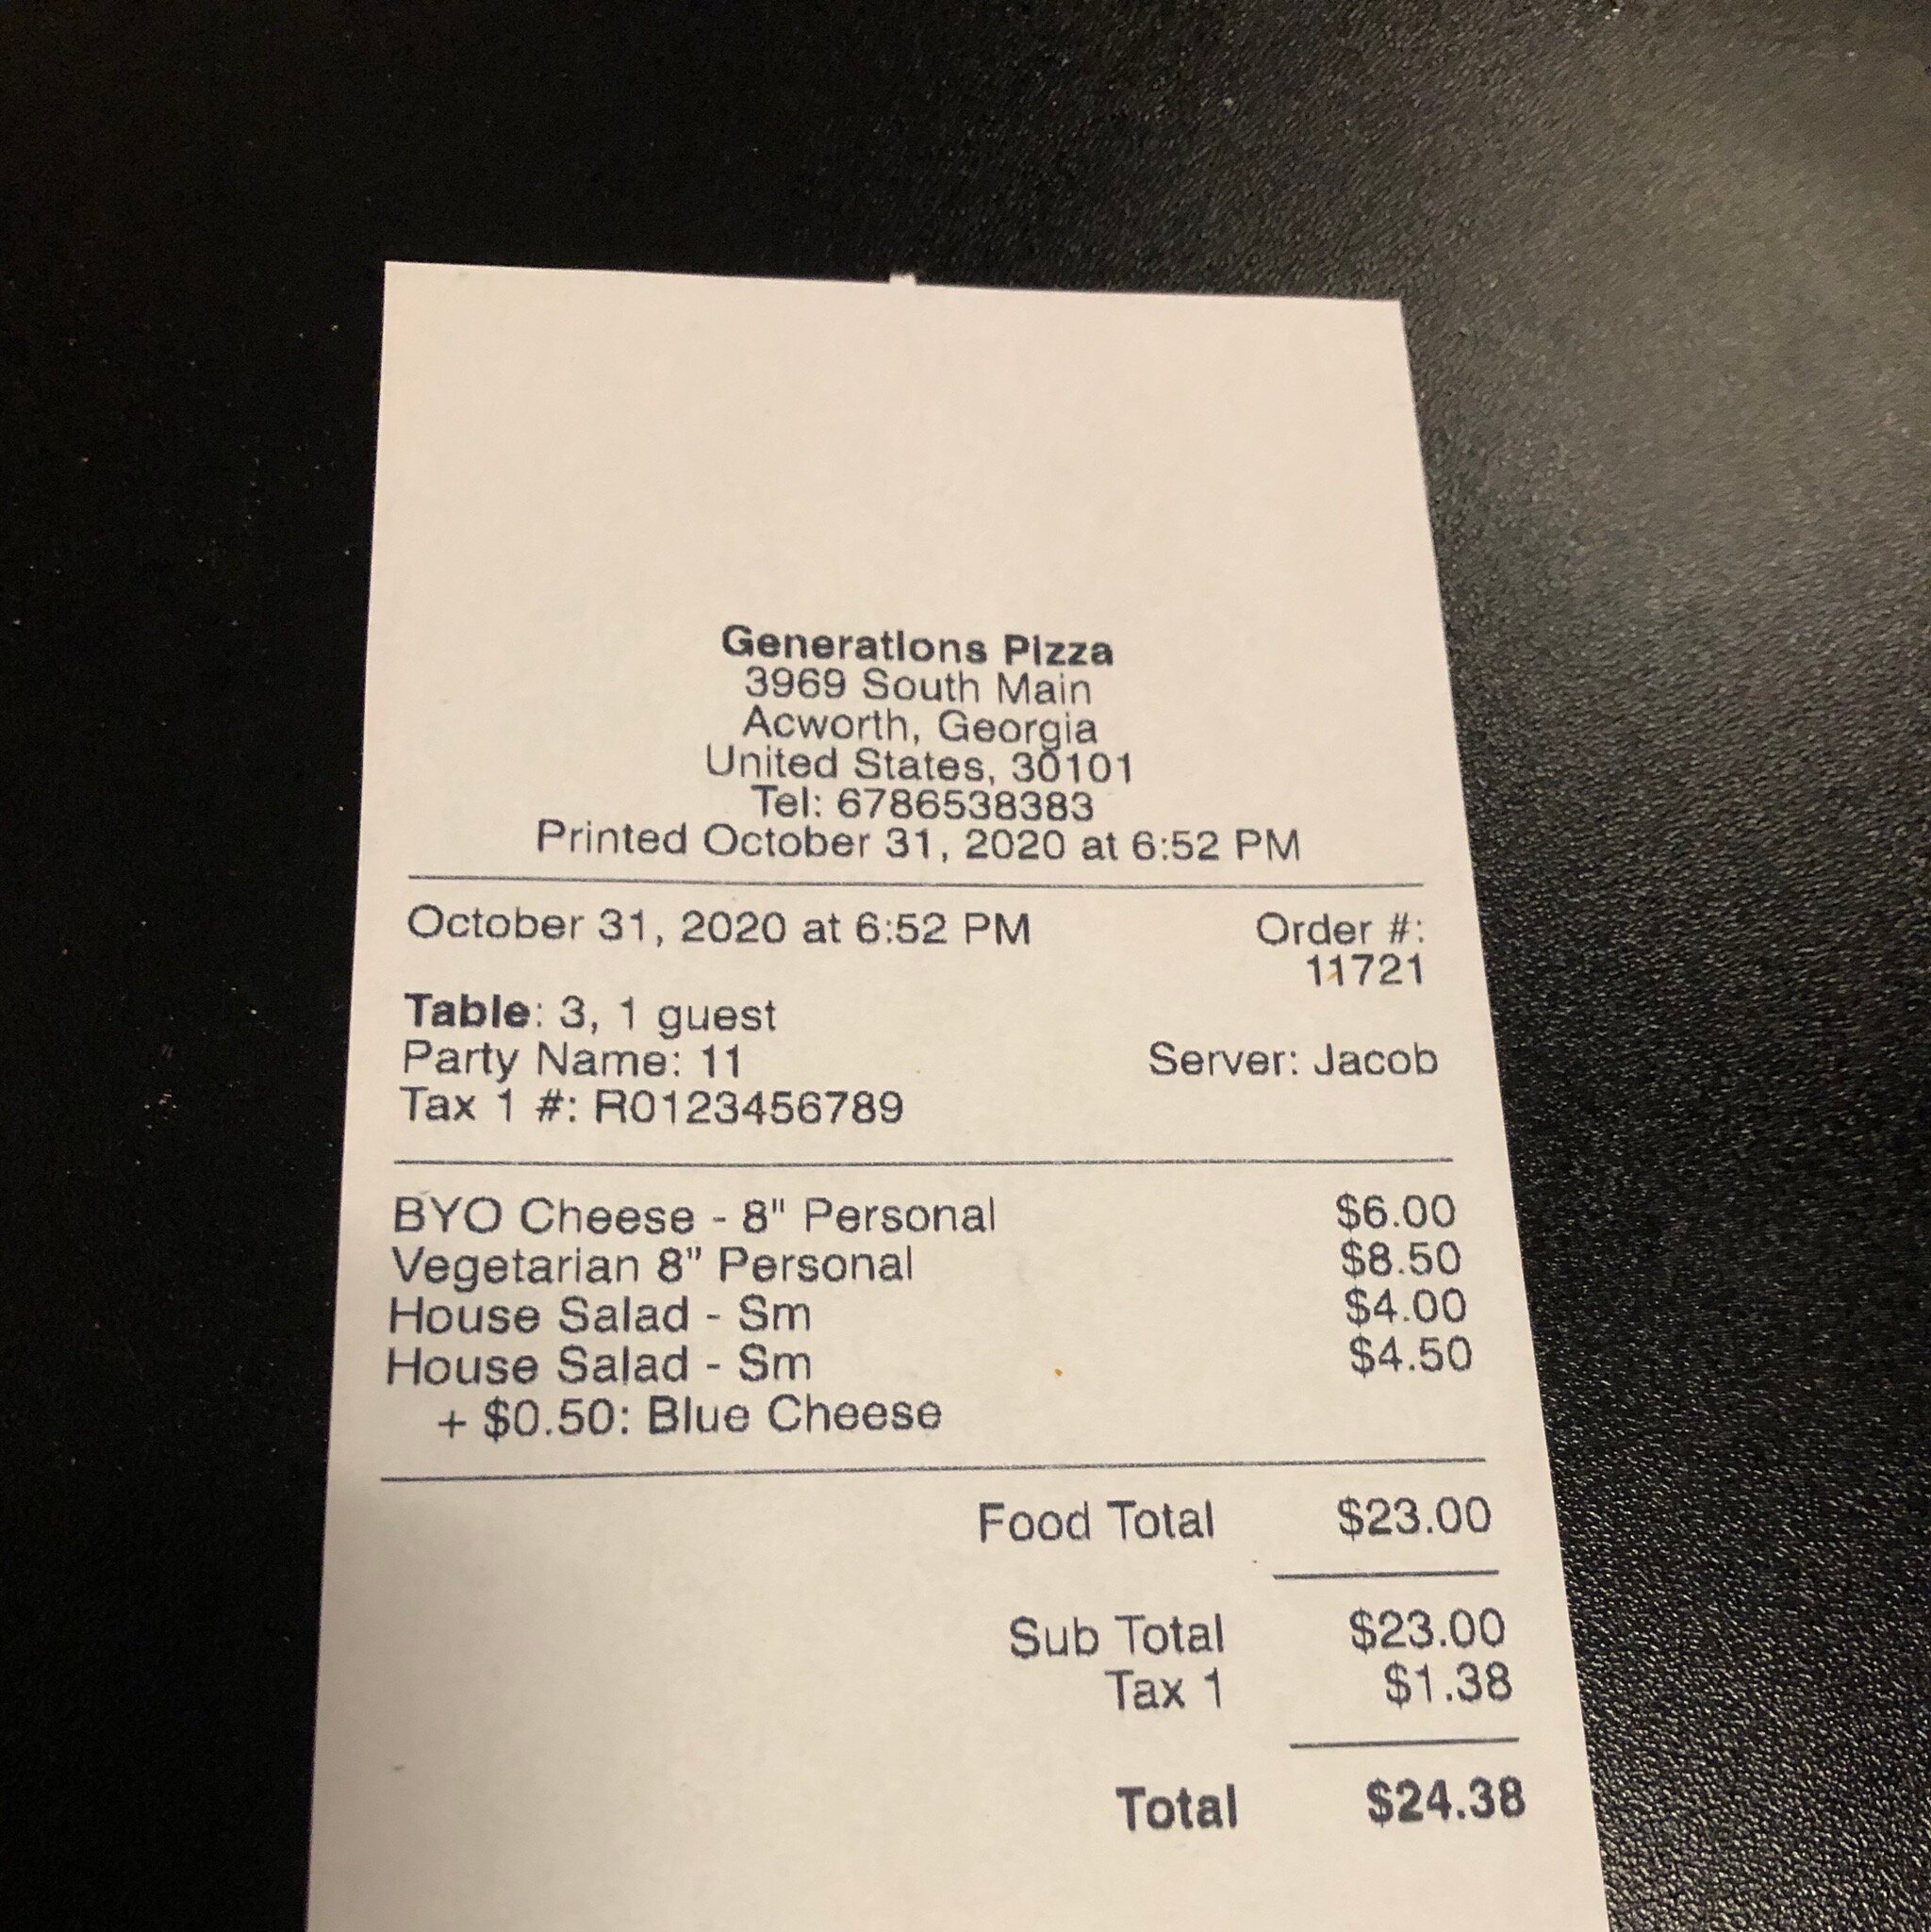 Generations Pizza
3969 South Main
Acworth, Georgia
United States, 30101
Tel: 6786538383
Printed October 31, 2020 at 6:52 PM
October 31, 2020 at 6:52 PM Order #:
11721
Table: 3, 1 guest
Party Name: 11 Server: Jacob
Tax 1 #: R0123456789
BYO Cheese - 8" Personal $6.00
Vegetarian 8” Personal $8.50
House Salad - Sm $4.00
House Salad - Sm $4.50
+ $0.50: Blue Cheese
Food Total $23.00
Sub Total $23.00
Tax 1 $1.38
Total $24.38